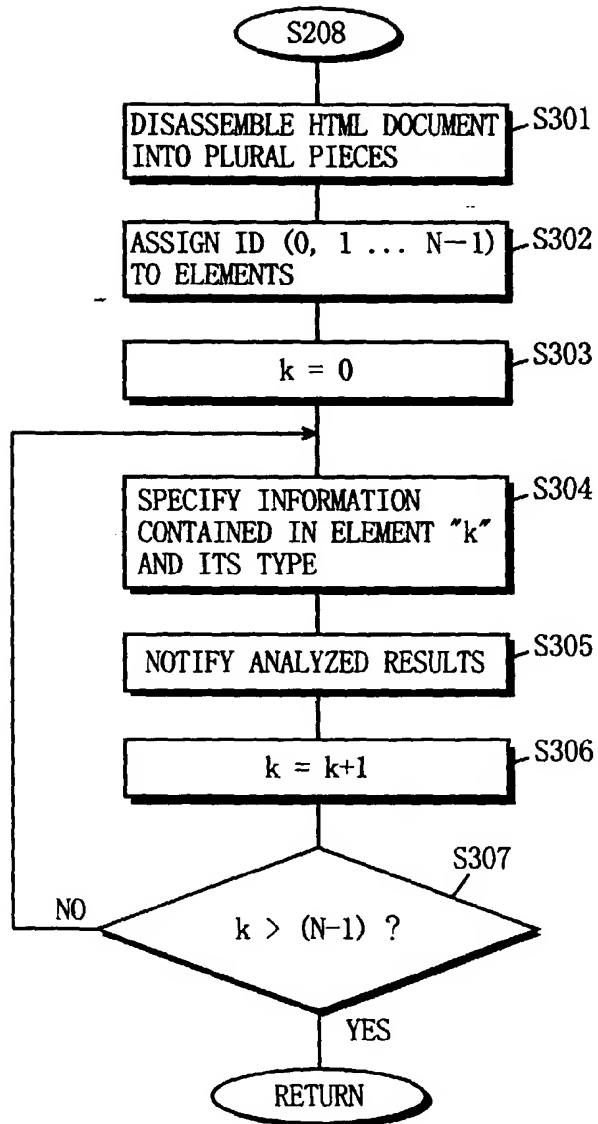 S208
DISASSEMBLE HTML DOCUMENT
INTO PLURAL PIECES
S301
ASSIGN ID (0, 1 ... N-1)
TO ELEMENTS
S302
k = 0
S303
SPECIFY INFORMATION
CONTAINED IN ELEMENT "k"
AND ITS TYPE
S304
NOTIFY ANALYZED RESULTS
S305
k = k+1
S306
S307
NO
k > (N-1) ?
YES
RETURN